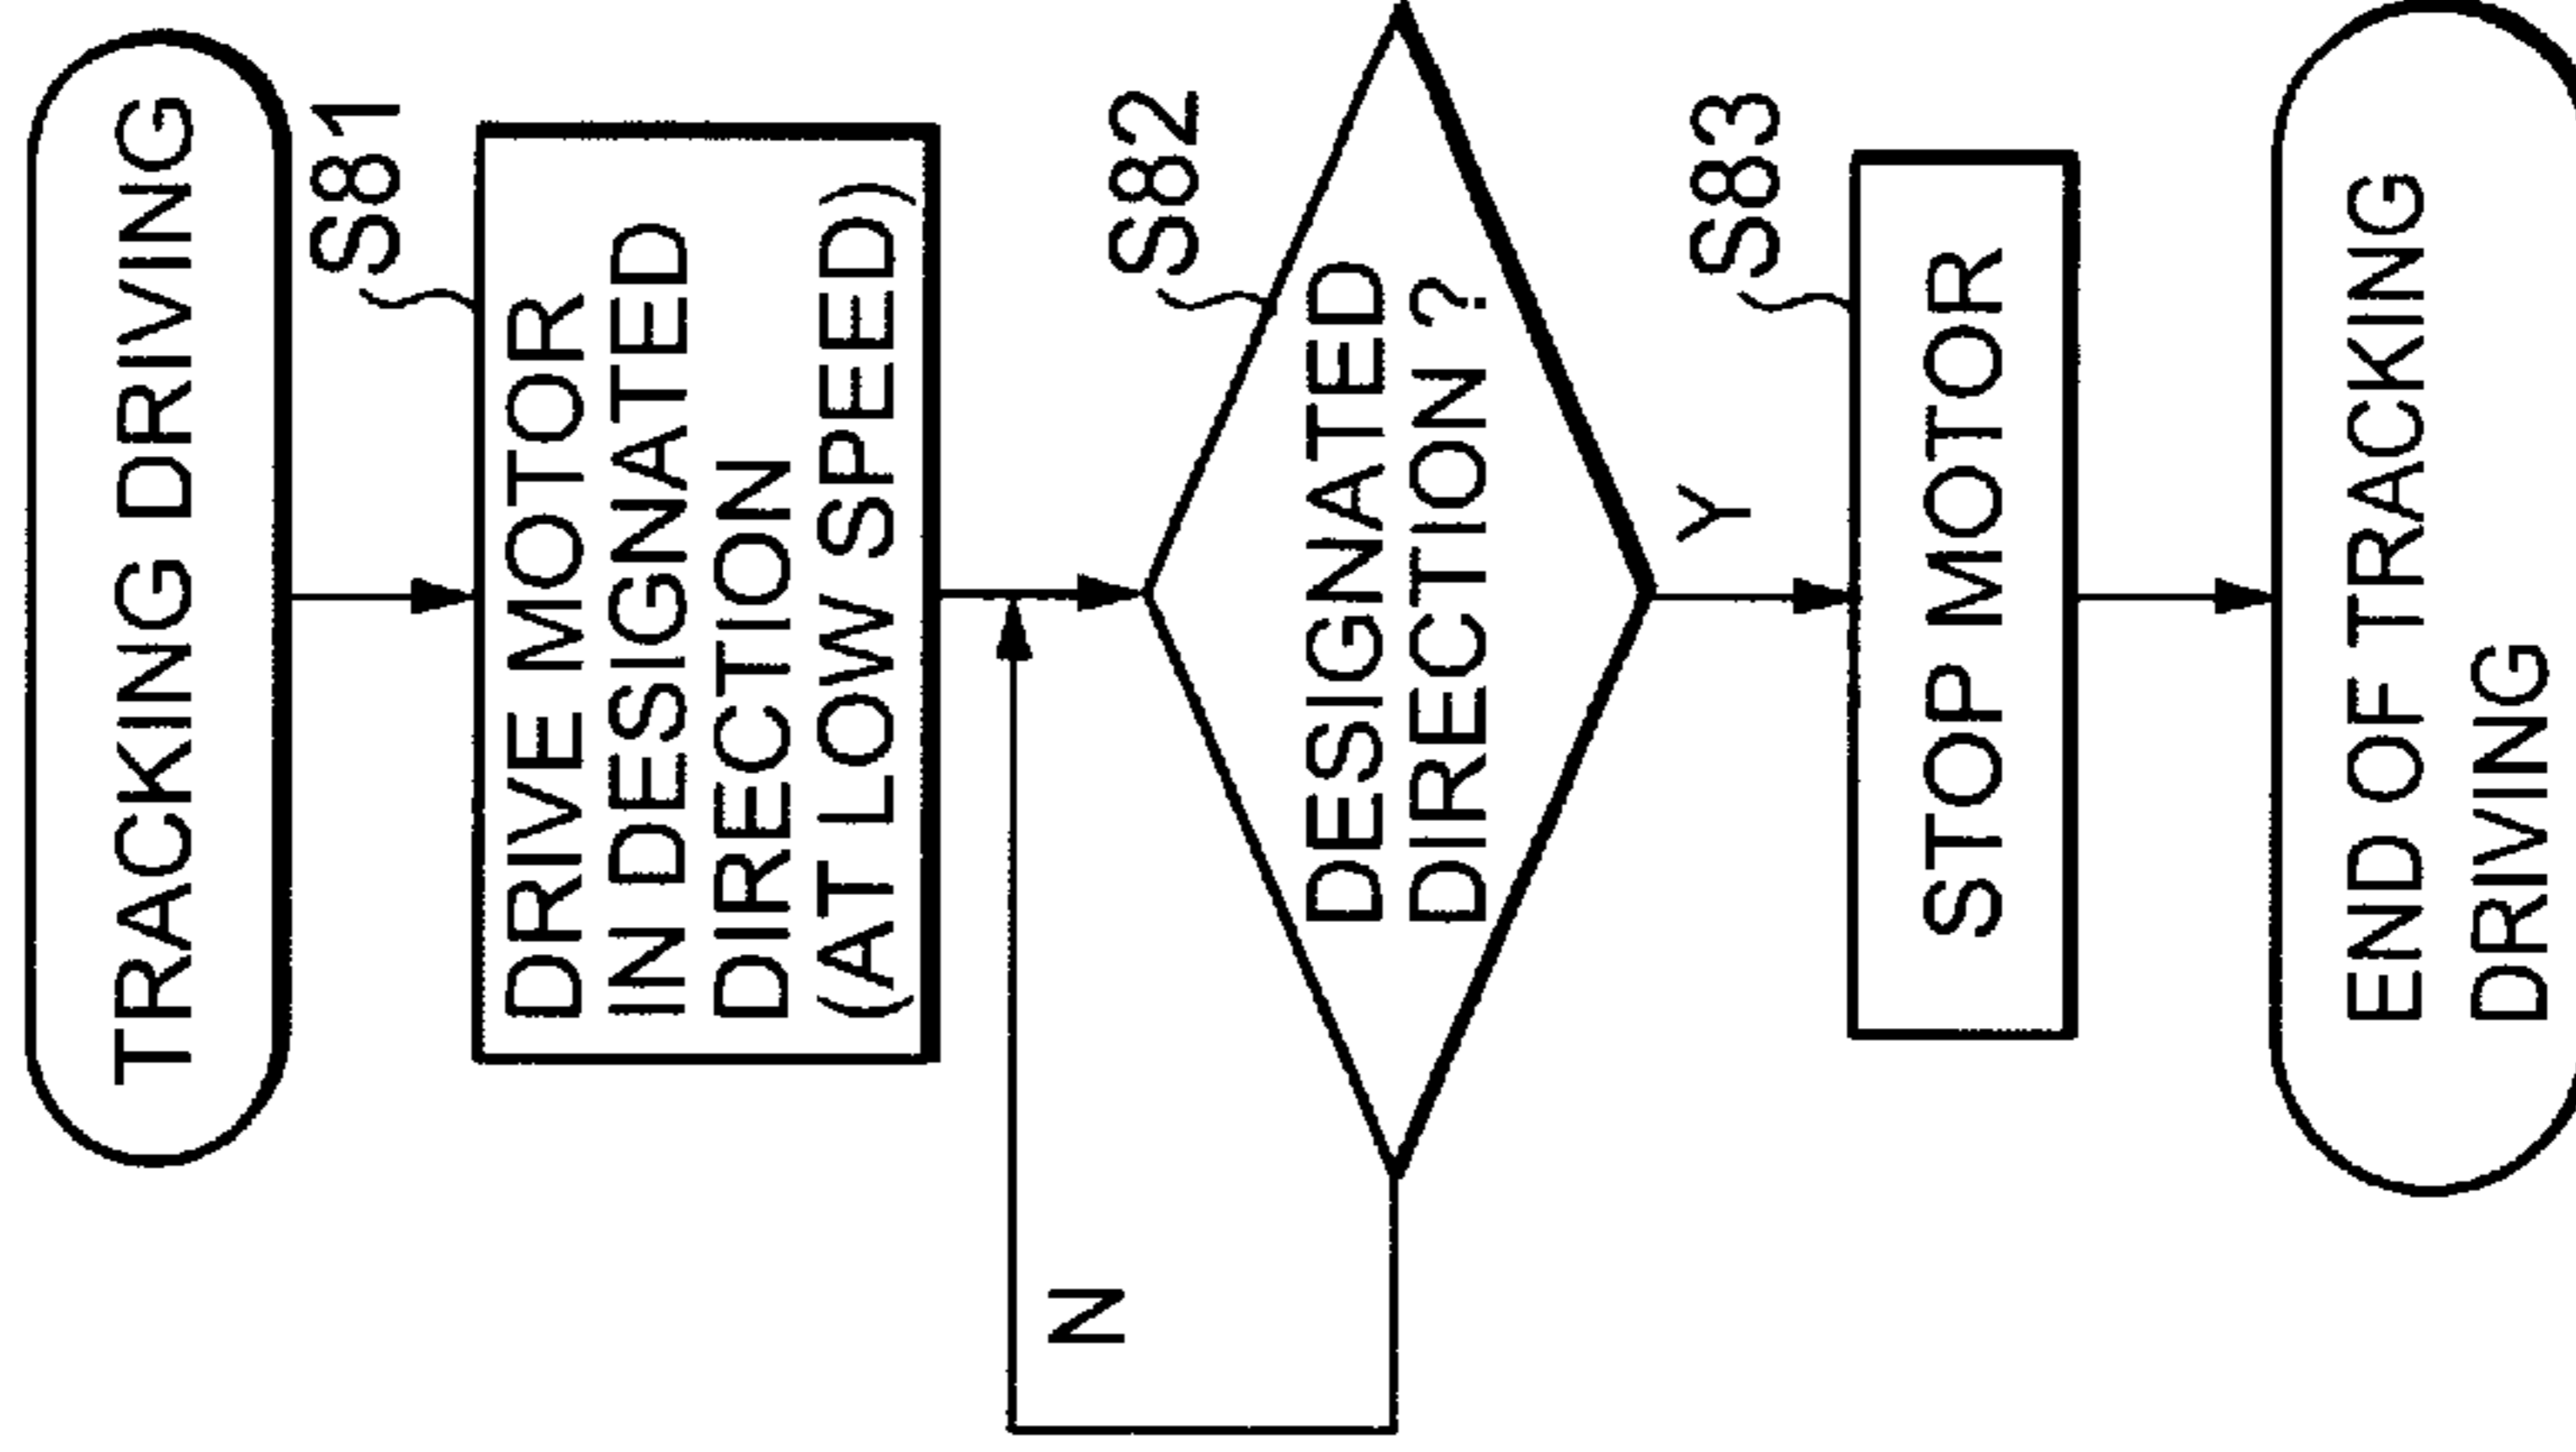 TRACKING DRIVING
S81
DRIVE MOTOR
IN DESIGNATED
DIRECTION
(AT LOW SPEED)
N
S82
DESIGNATED
DIRECTION ?
Y
S83
STOP MOTOR
END OF TRACKING
DRIVING